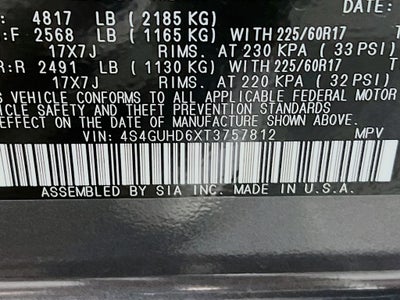 : 4817 LB (2185 KG) DATE:
:F 2568 LB (1165 KG) WITH 225/60R17
17X7J RIMS. AT 230 KPA (33 PSI)
R:R 2491 LB (1130 KG) WITH 225/60R17
17X7J RIMS. AT 220 KPA (32 PSI)
VEHICLE CONFORMS TO ALL APPLICABLE FEDERAL MOTOR
VEHICLE SAFETY AND THEFT PREVENTION STANDARDS IN
ON THE DATE OF MANUFACTURE SHOWN ABOVE.
VIN: 4S4GUHD6XT3757812 MPV
ASSEMBLED BY SIA INC. MADE IN U.S.A.